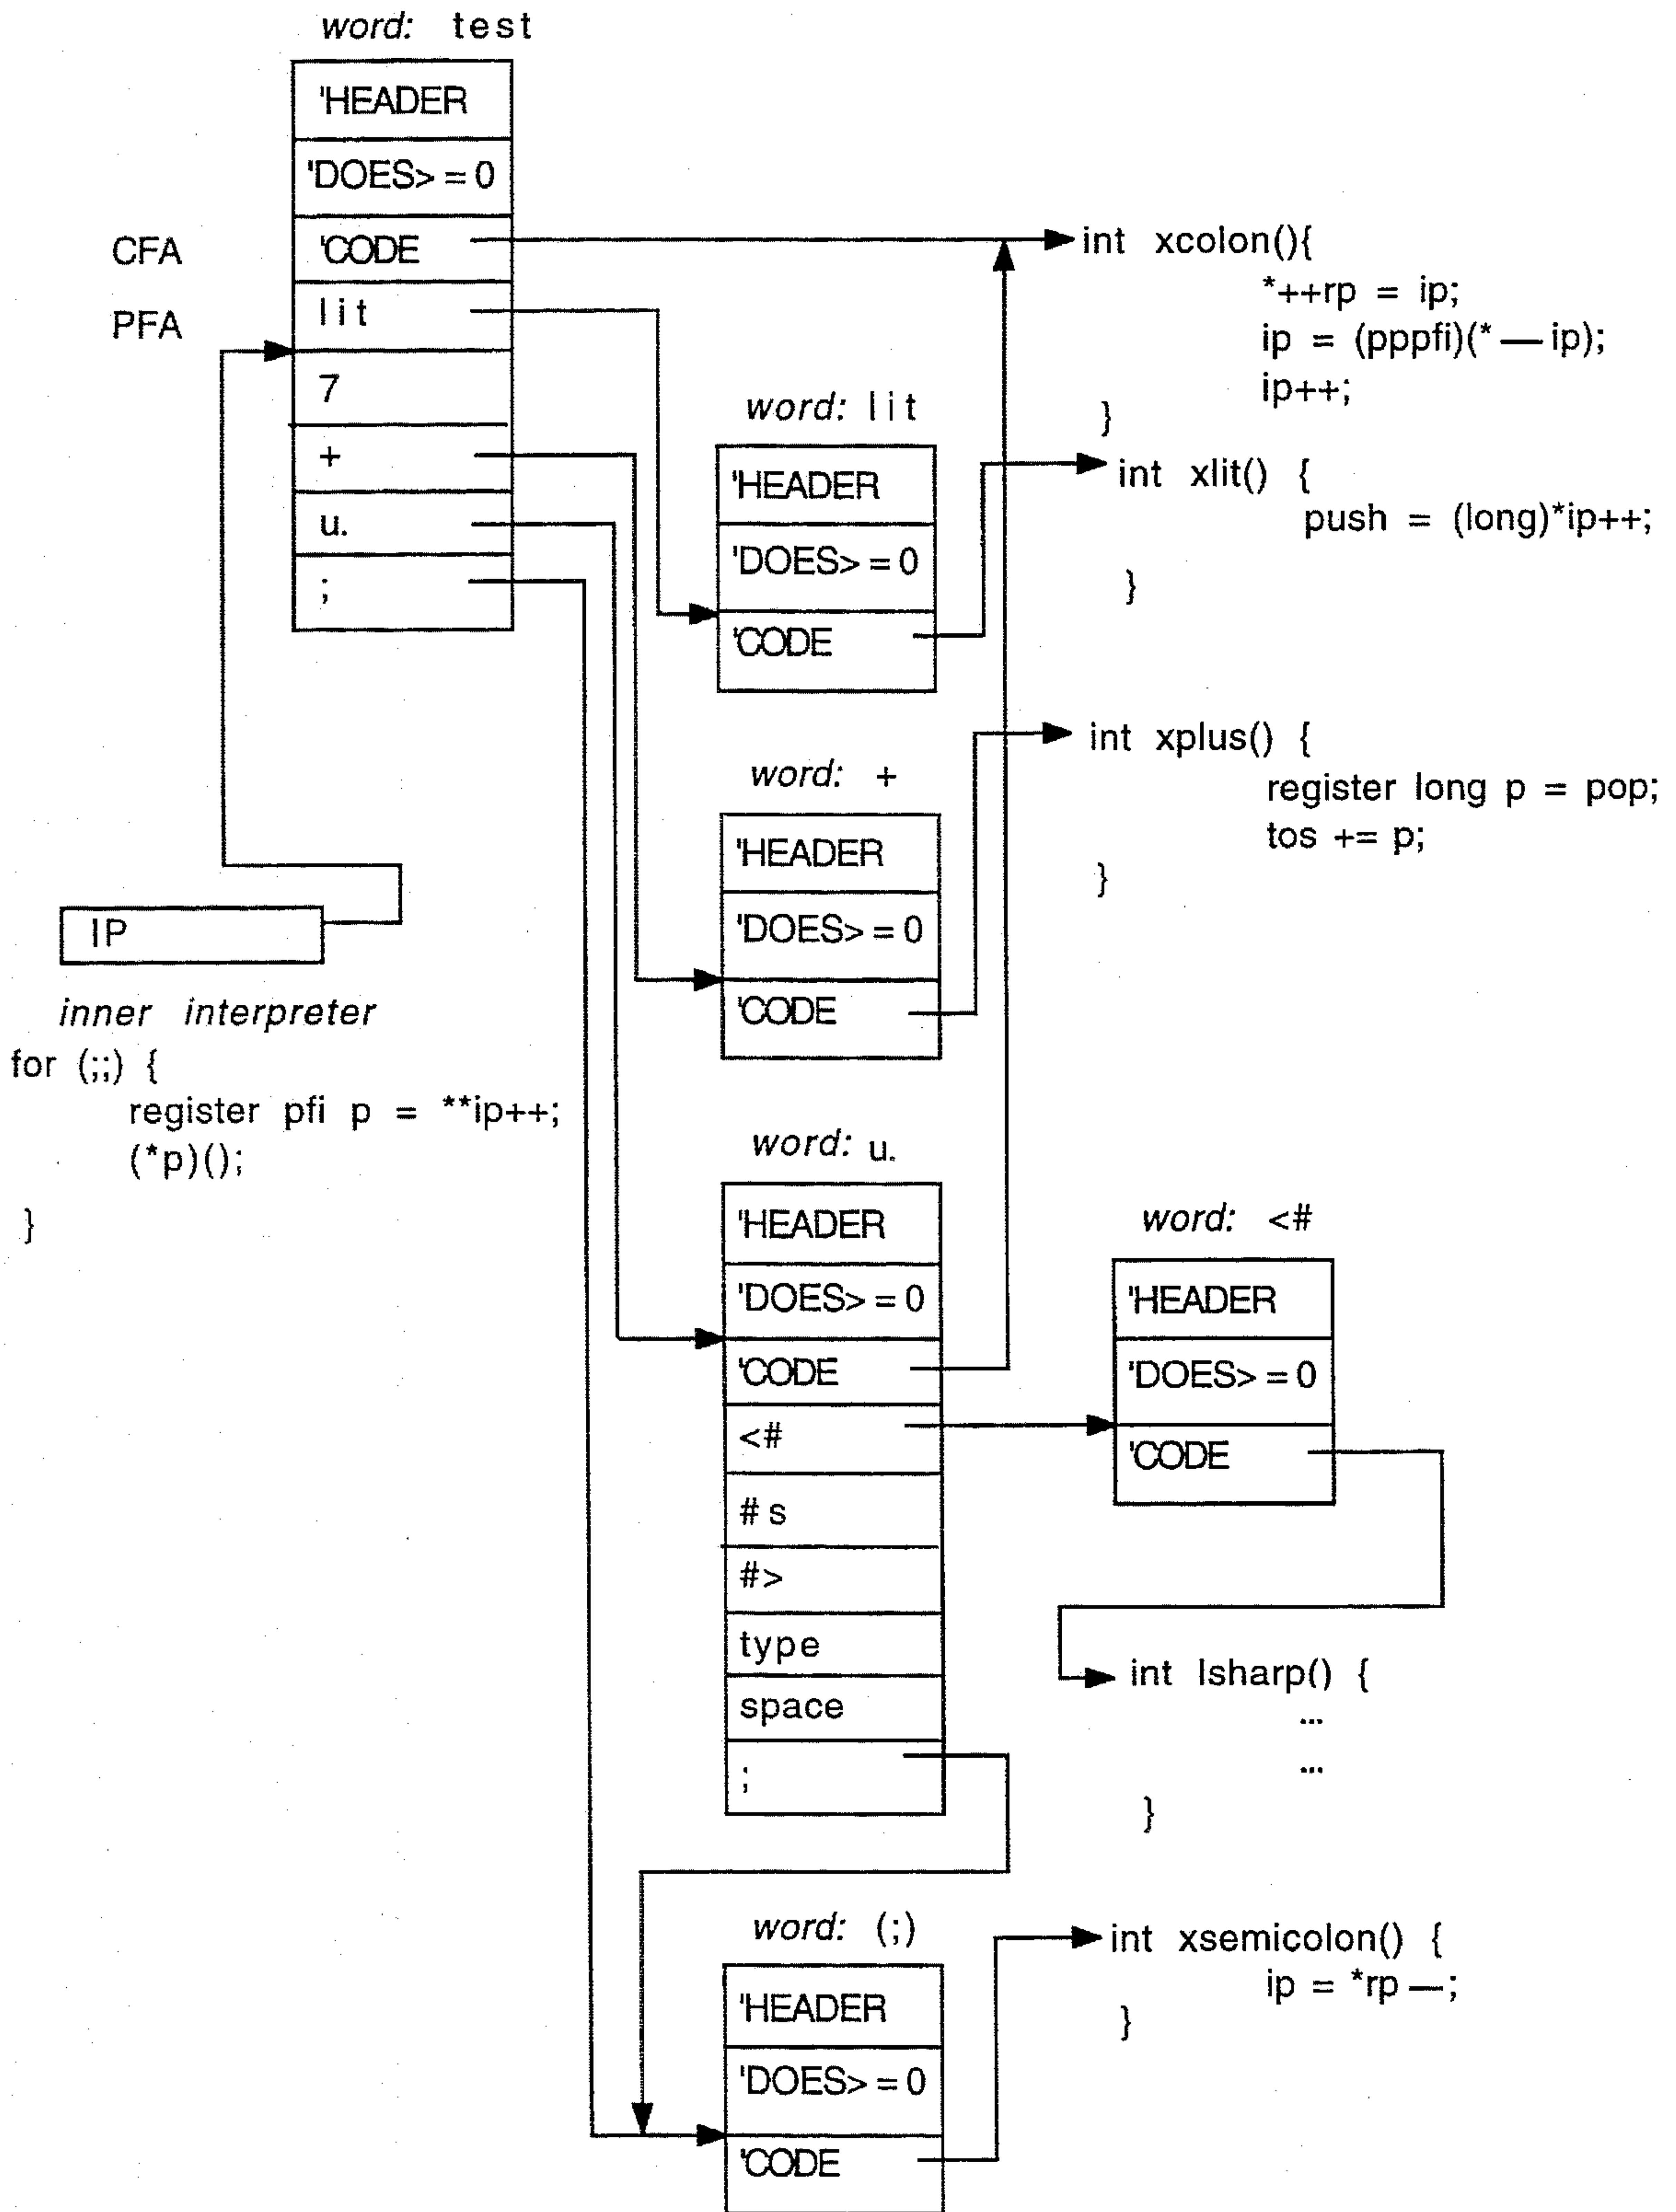 word: test
'HEADER
'DOES> = 0
CFA
'CODE
PFA
lit
7
+
u.
;
IP
inner interpreter
for (;;) {
register pfi p = **ip++;
(*p)();
}
word: lit
'HEADER
'DOES> = 0
'CODE
word: +
'HEADER
'DOES> = 0
'CODE
word: u.
'HEADER
'DOES> = 0
'CODE
<#
#s
#>
type
space
;
word: (;)
'HEADER
'DOES> = 0
'CODE
int xcolon(){
*++rp = ip;
ip = (pppfi)(* — ip);
ip++;
}
int xlit() {
push = (long)*ip++;
}
int xplus() {
register long p = pop;
tos += p;
}
word: <#
'HEADER
'DOES> = 0
'CODE
int lsharp() {
...
...
}
int xsemicolon() {
ip = *rp —;
}